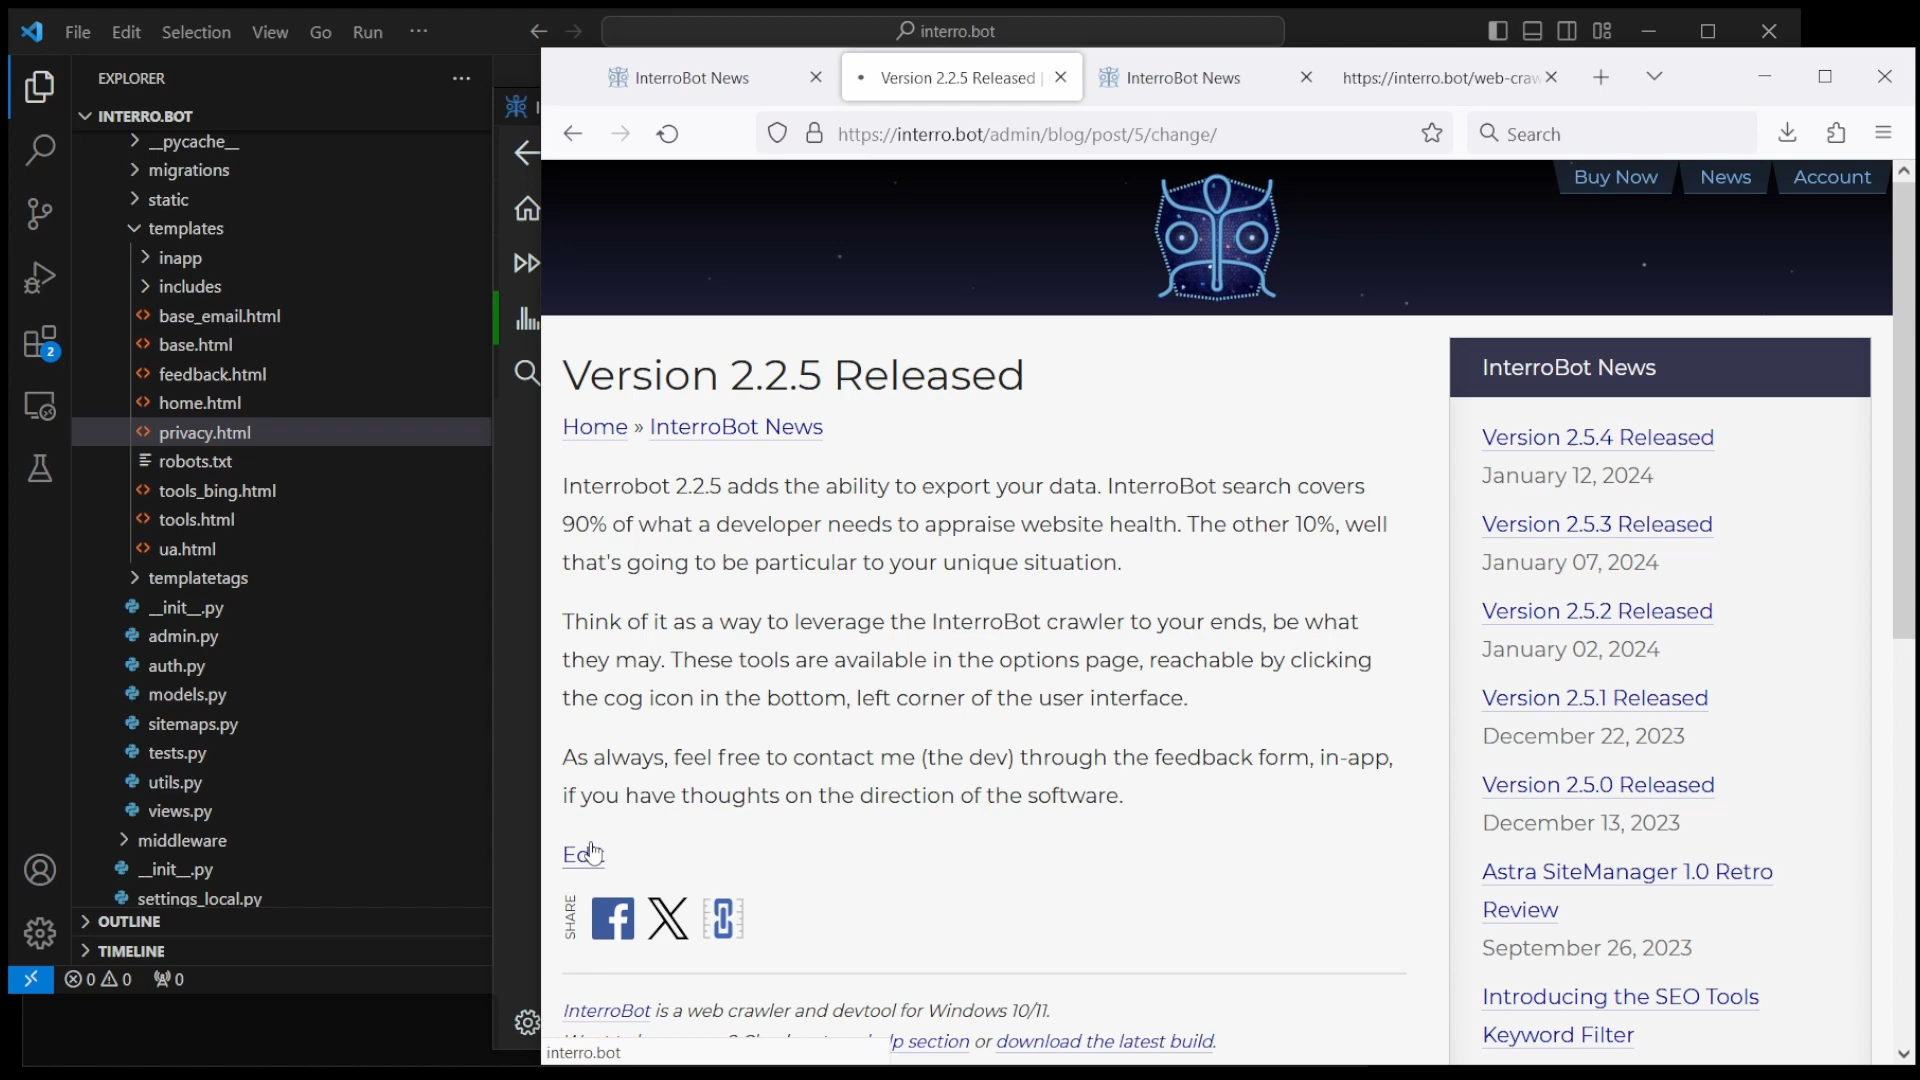 File Edit Selection View Go Run ···
interro.bot
EXPLORER
INTERRO.BOT
__pycache__
migrations
static
templates
inapp
includes
base_email.html
base.html
feedback.html
home.html
privacy.html
robots.txt
tools_bing.html
tools.html
ua.html
templatetags
__init__.py
admin.py
auth.py
models.py
sitemaps.py
tests.py
utils.py
views.py
middleware
__init__.py
settings_local.py
OUTLINE
TIMELINE
0 0 0
2
InterroBot News
Version 2.2.5 Released |
InterroBot News
https://interro.bot/web-craw
https://interro.bot/admin/blog/post/5/change/
Search
Buy Now News Account
Version 2.2.5 Released
Home » InterroBot News
Interrobot 2.2.5 adds the ability to export your data. InterroBot search covers
90% of what a developer needs to appraise website health. The other 10%, well
that's going to be particular to your unique situation.
Think of it as a way to leverage the InterroBot crawler to your ends, be what
they may. These tools are available in the options page, reachable by clicking
the cog icon in the bottom, left corner of the user interface.
As always, feel free to contact me (the dev) through the feedback form, in-app,
if you have thoughts on the direction of the software.
SHARE
InterroBot is a web crawler and devtool for Windows 10/11.
lp section or download the latest build.
interro.bot
InterroBot News
Version 2.5.4 Released
January 12, 2024
Version 2.5.3 Released
January 07, 2024
Version 2.5.2 Released
January 02, 2024
Version 2.5.1 Released
December 22, 2023
Version 2.5.0 Released
December 13, 2023
Astra SiteManager 1.0 Retro
Review
September 26, 2023
Introducing the SEO Tools
Keyword Filter